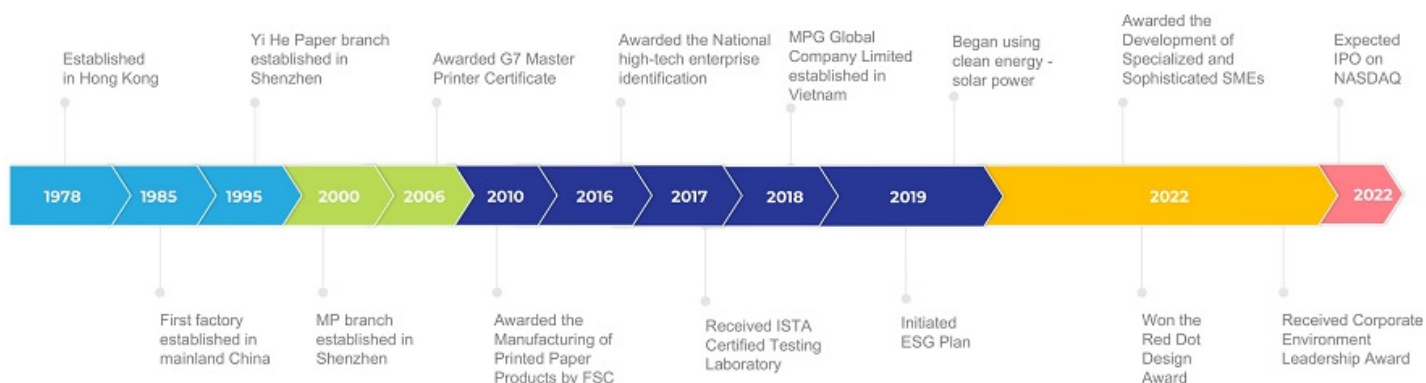 Established
in Hong Kong
Yi He Paper branch
established in
Shenzhen
Awarded G7 Master
Printer Certificate
Awarded the National
high-tech enterprise
identification
MPG Global
Company Limited
established in
Vietnam
Began using
clean energy -
solar power
Awarded the
Development of
Specialized and
Sophisticated SMEs
Expected
IPO on
NASDAQ
1978
1985
1995
2000
2006
2010
2016
2017
2018
2019
2022
2022
First factory
established in
mainland China
MP branch
established in
Shenzhen
Awarded the
Manufacturing of
Printed Paper
Products by FSC
Received ISTA
Certified Testing
Laboratory
Initiated
ESG Plan
Won the
Red Dot
Design
Award
Received Corporate
Environment
Leadership Award